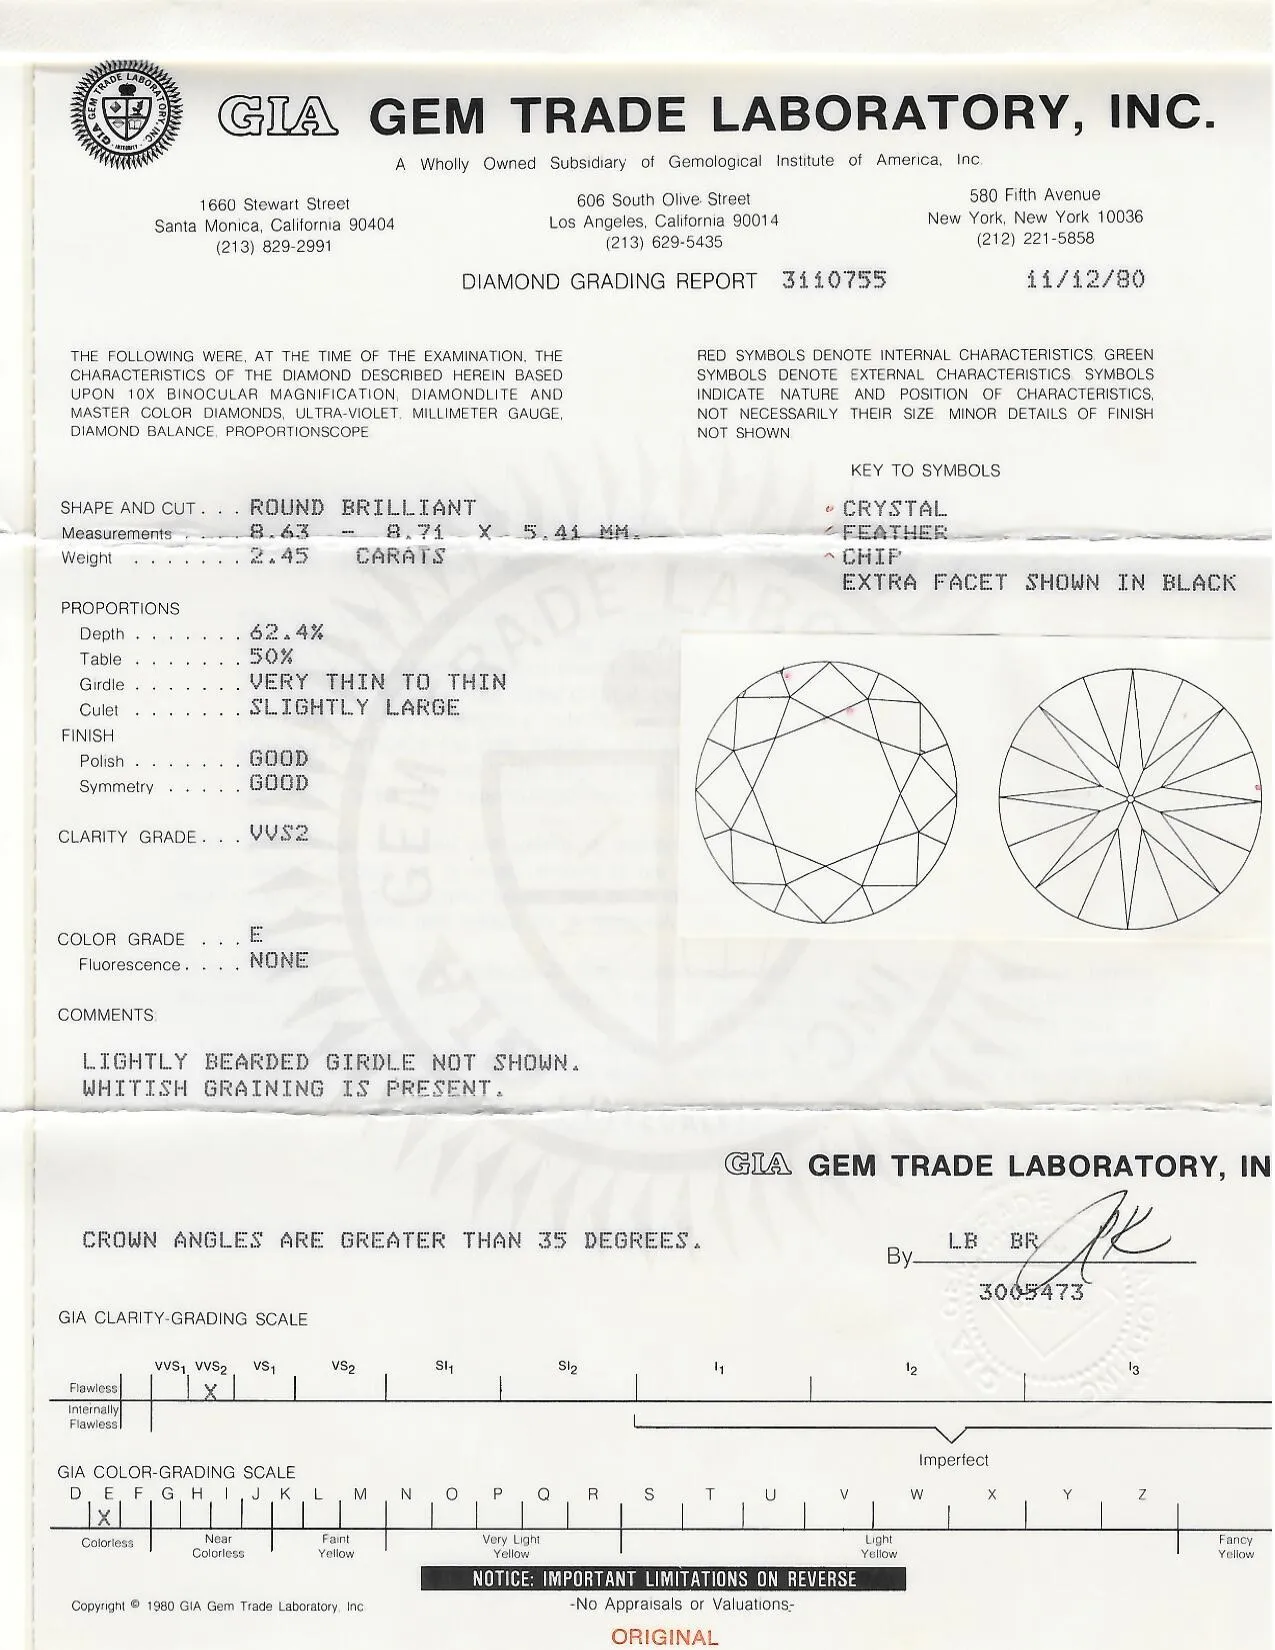 GIA GEM TRADE LABORATORY, INC.
A Wholly Owned Subsidiary of Gemological Institute of America, Inc.
1660 Stewart Street
Santa Monica, California 90404
(213) 829-2991
606 South Olive Street
Los Angeles, California 90014
(213) 629-5435
580 Fifth Avenue
New York, New York 10036
(212) 221-5858
DIAMOND GRADING REPORT 3110755 11/12/80
THE FOLLOWING WERE, AT THE TIME OF THE EXAMINATION, THE
CHARACTERISTICS OF THE DIAMOND DESCRIBED HEREIN BASED
UPON 10X BINOCULAR MAGNIFICATION, DIAMONDLITE AND
MASTER COLOR DIAMONDS, ULTRA-VIOLET, MILLIMETER GAUGE,
DIAMOND BALANCE, PROPORTIONSCOPE
RED SYMBOLS DENOTE INTERNAL CHARACTERISTICS. GREEN
SYMBOLS DENOTE EXTERNAL CHARACTERISTICS. SYMBOLS
INDICATE NATURE AND POSITION OF CHARACTERISTICS,
NOT NECESSARILY THEIR SIZE MINOR DETAILS OF FINISH
NOT SHOWN
KEY TO SYMBOLS
CRYSTAL
FEATHER
^ CHIP
EXTRA FACET SHOWN IN BLACK
SHAPE AND CUT . . . ROUND BRILLIANT
Measurements . . . . 8.63 - 8.71 X 5.41 MM.
Weight . . . . . . . 2.45 CARATS
PROPORTIONS
Depth . . . . . . . 62.4%
Table . . . . . . . 50%
Girdle . . . . . . . VERY THIN TO THIN
Culet . . . . . . . SLIGHTLY LARGE
FINISH
Polish . . . . . . . GOOD
Symmetry . . . . . GOOD
CLARITY GRADE . . . VVS2
COLOR GRADE . . . E
Fluorescence . . . . NONE
COMMENTS:
LIGHTLY BEARDED GIRDLE NOT SHOWN.
WHITISH GRAINING IS PRESENT.
GIA GEM TRADE LABORATORY, IN
CROWN ANGLES ARE GREATER THAN 35 DEGREES.
By LB BR
3005473
GIA CLARITY-GRADING SCALE
VVS1 VVS2 VS1 VS2 SI1 SI2 I1 I2 I3
Flawless X
Internally
Flawless
Imperfect
GIA COLOR-GRADING SCALE
D E F G H I J K L M N O P Q R S T U V W X Y Z
X
Colorless Near Colorless Faint Yellow Very Light Yellow Light Yellow Fancy Yellow
NOTICE: IMPORTANT LIMITATIONS ON REVERSE
Copyright © 1980 GIA Gem Trade Laboratory, Inc
-No Appraisals or Valuations-
ORIGINAL